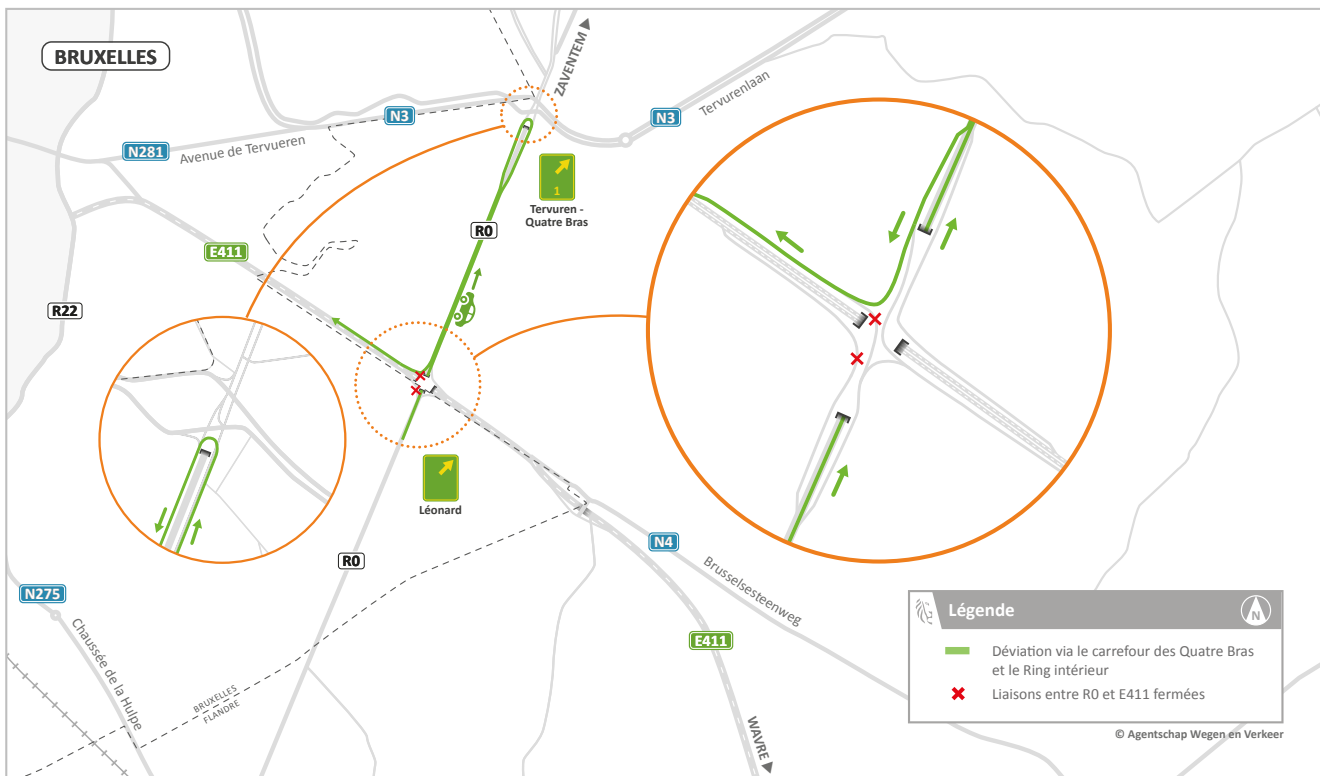 BRUXELLES
ZAVENTEM
N3
Tervurenlaan
N3
N281
Avenue de Tervueren
1
Tervuren -
Quatre Bras
R0
E411
R22
Léonard
R0
N4
N275
Brusselsesteenweg
Chaussée de la Hulpe
E411
BRUXELLES
FLANDRE
WAVRE
Légende
N
Déviation via le carrefour des Quatre Bras
et le Ring intérieur
Liaisons entre R0 et E411 fermées
© Agentschap Wegen en Verkeer